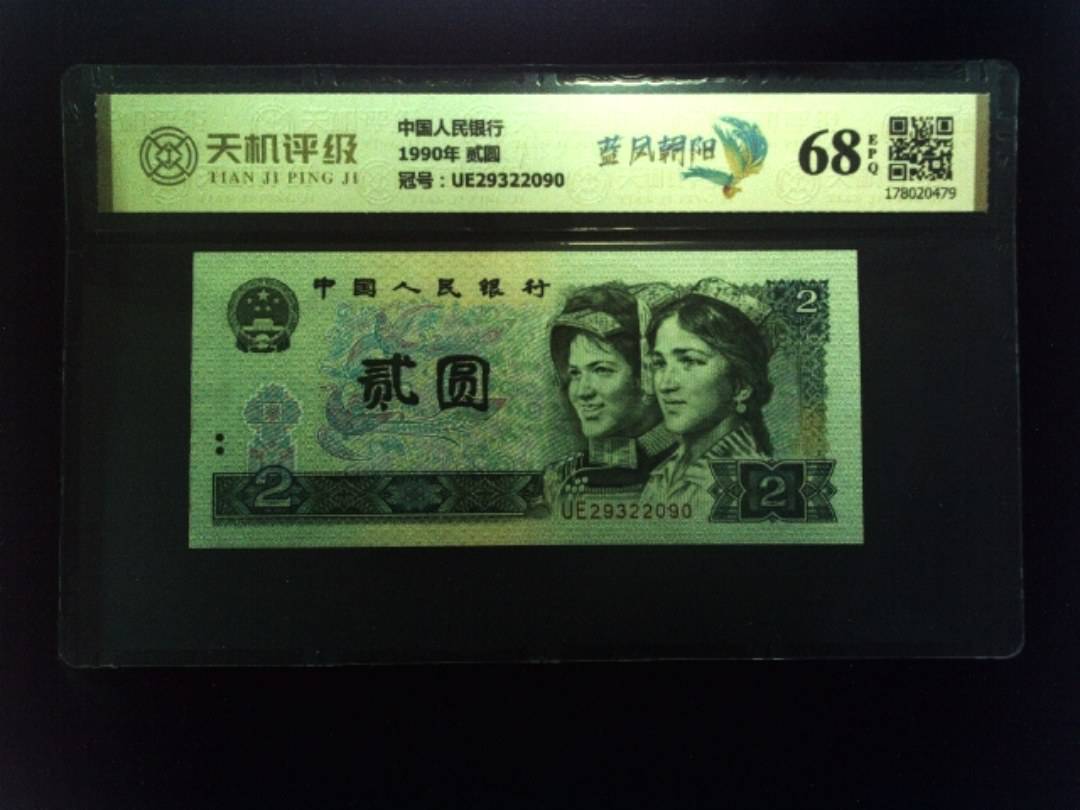 天机评级
TIAN JI PING JI
中国人民银行
1990年 贰圆
冠号：UE29322090
蓝凤朝阳
68
EPQ
178020479
中国人民银行
2
贰圆
2
UE29322090
2